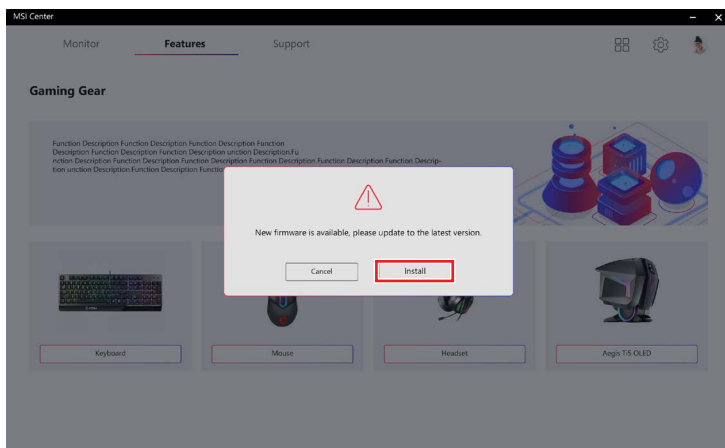 MSI Center
Monitor
Features
Support
Gaming Gear
Function Description Function Description Function Description Function
Description Function Description Function Description unction Description.Fu
nction Description Function Description Function Description Function Description Function Description Function Descrip-
tion unction Description.Function Description Function
New firmware is available, please update to the latest version.
Cancel
Install
Keyboard
Mouse
Headset
Aegis Ti5 OLED